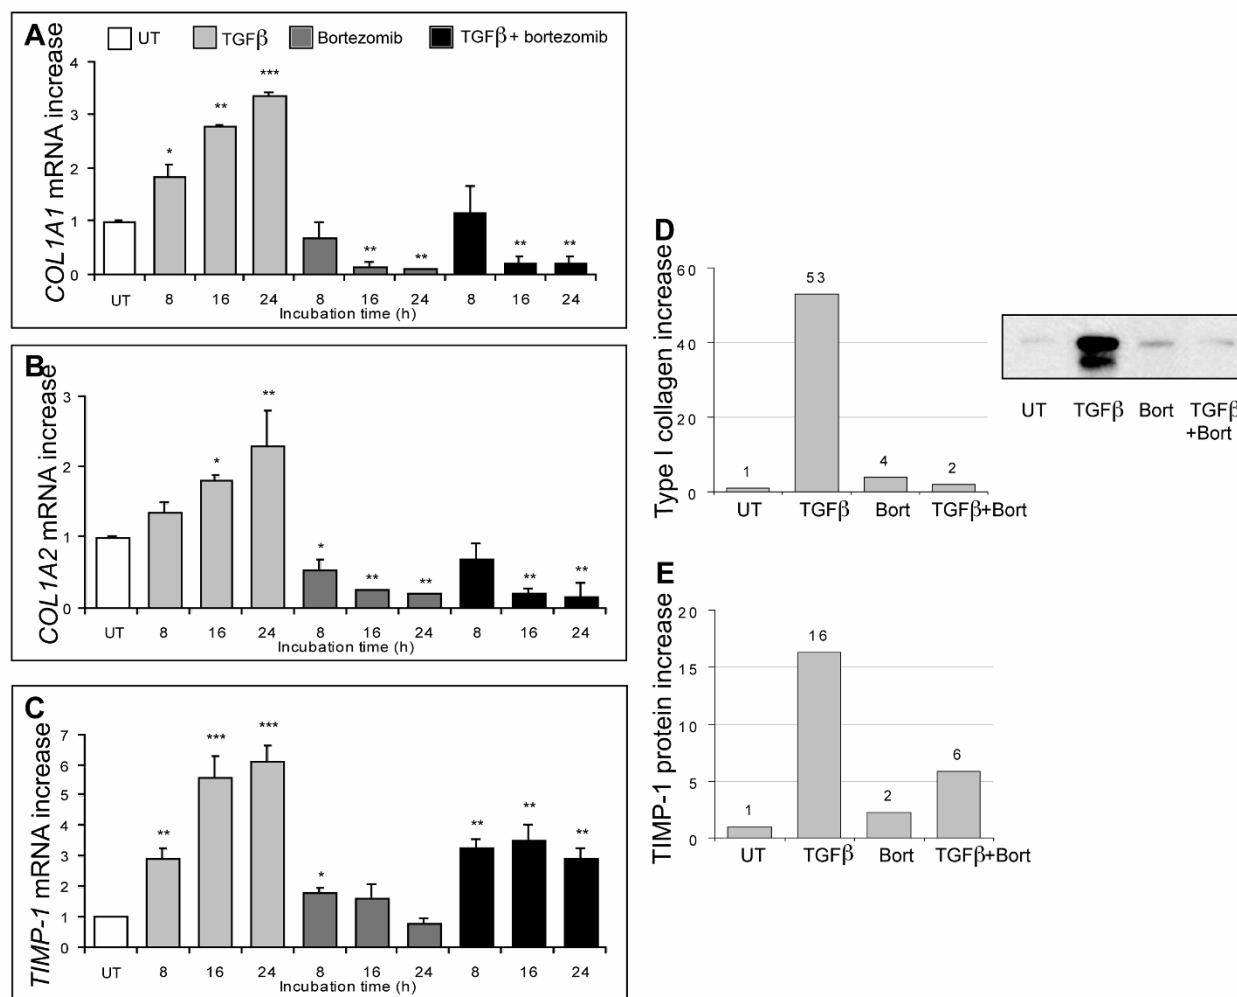 A
UT
TGFβ
Bortezomib
TGFβ + bortezomib
COL1A1 mRNA increase
4
3
2
1
0
*
**
***
**
**
**
**
UT 8 16 24 8 16 24 8 16 24
Incubation time (h)
B
COL1A2 mRNA increase
3
2
1
0
*
**
*
**
**
**
**
UT 8 16 24 8 16 24 8 16 24
Incubation time (h)
C
TIMP-1 mRNA increase
7
6
5
4
3
2
1
0
**
***
***
*
**
**
**
UT 8 16 24 8 16 24 8 16 24
Incubation time (h)
D
Type I collagen increase
60
40
20
0
1
53
4
2
UT TGFβ Bort TGFβ+Bort
UT TGFβ Bort TGFβ
+Bort
E
TIMP-1 protein increase
20
15
10
5
0
1
16
2
6
UT TGFβ Bort TGFβ+Bort